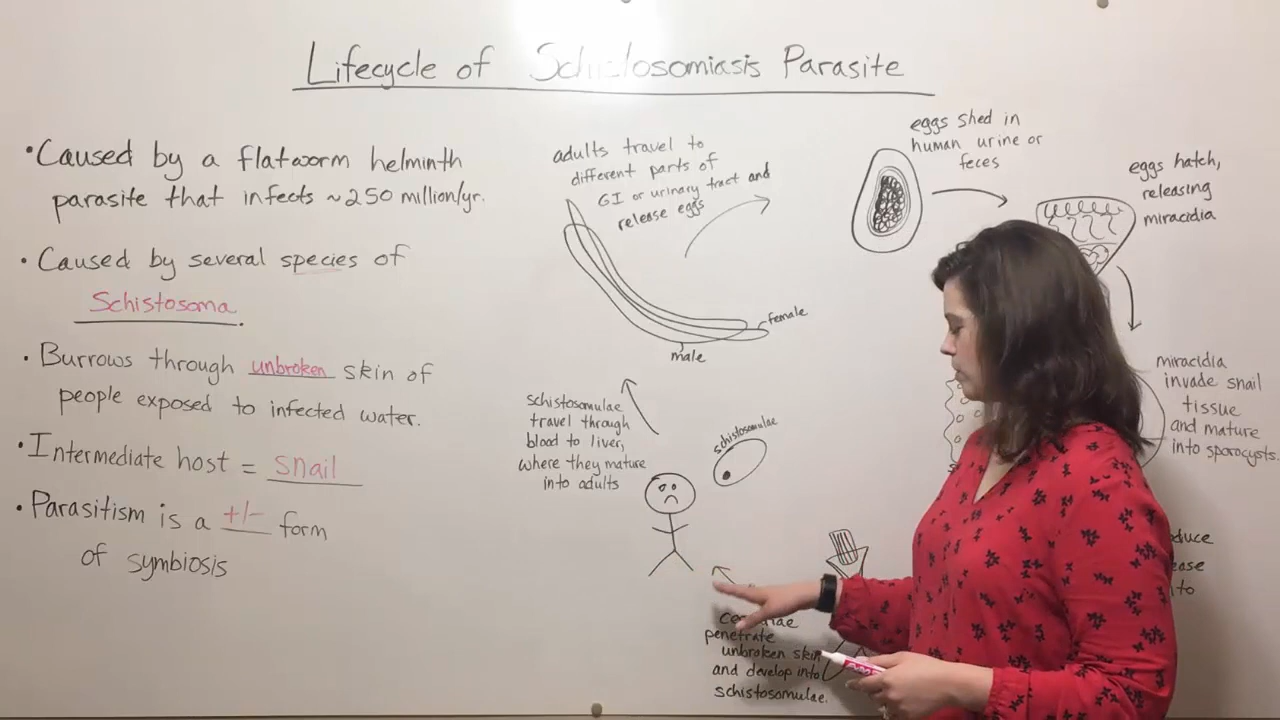 Lifecycle of Schistosomiasis Parasite
• Caused by a flatworm helminth
parasite that infects ~250 million/yr.
• Caused by several species of
Schistosoma.
• Burrows through unbroken skin of
people exposed to infected water.
• Intermediate host = snail
• Parasitism is a +/- form
of symbiosis
adults travel to
different parts of
GI or urinary tract and
release eggs
female
male
eggs shed in
human urine or
feces
eggs hatch,
releasing
miracidia
miracidia
invade snail
tissue
and mature
into sporocysts.
schistosomulae
travel through
blood to liver,
where they mature
into adults
schistosomulae
penetrate
unbroken skin
and develop into
schistosomulae.